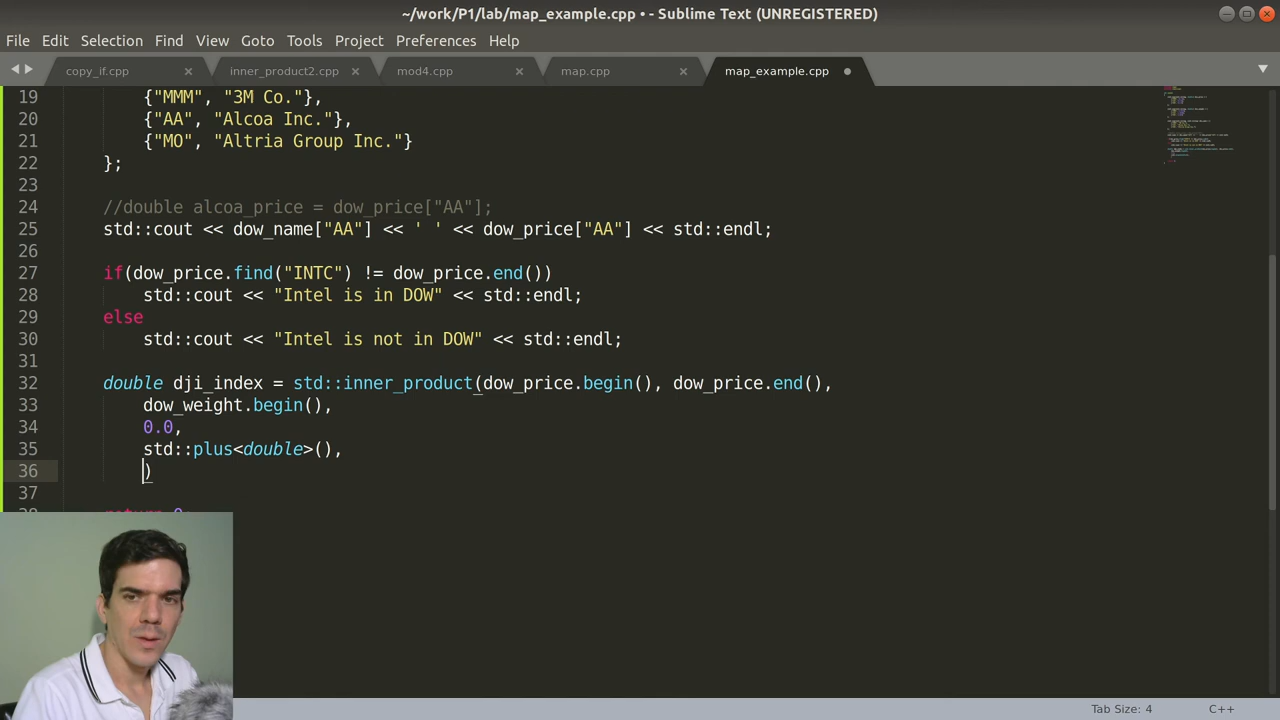 ~/work/P1/lab/map_example.cpp • - Sublime Text (UNREGISTERED)
File Edit Selection Find View Goto Tools Project Preferences Help
copy_if.cpp inner_product2.cpp mod4.cpp map.cpp map_example.cpp
19 {"MMM", "3M Co."},
20 {"AA", "Alcoa Inc."},
21 {"MO", "Altria Group Inc."}
22 };
23
24 //double alcoa_price = dow_price["AA"];
25 std::cout << dow_name["AA"] << ' ' << dow_price["AA"] << std::endl;
26
27 if(dow_price.find("INTC") != dow_price.end())
28 std::cout << "Intel is in DOW" << std::endl;
29 else
30 std::cout << "Intel is not in DOW" << std::endl;
31
32 double dji_index = std::inner_product(dow_price.begin(), dow_price.end(),
33 dow_weight.begin(),
34 0.0,
35 std::plus<double>(),
36 )
37
Tab Size: 4 C++